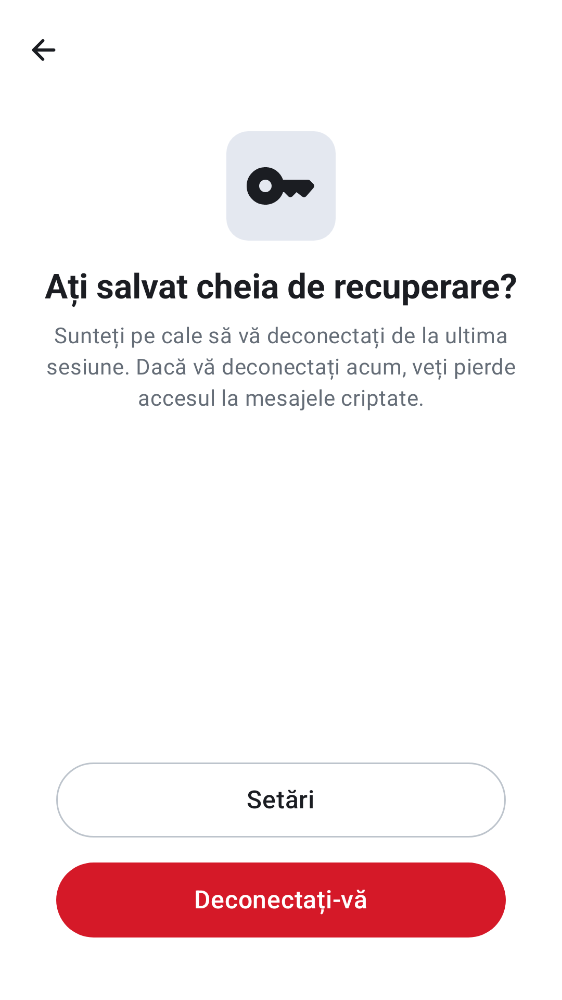 Ați salvat cheia de recuperare?
Sunteți pe cale să vă deconectați de la ultima
sesiune. Dacă vă deconectați acum, veți pierde
accesul la mesajele criptate.
Setări
Deconectați-vă